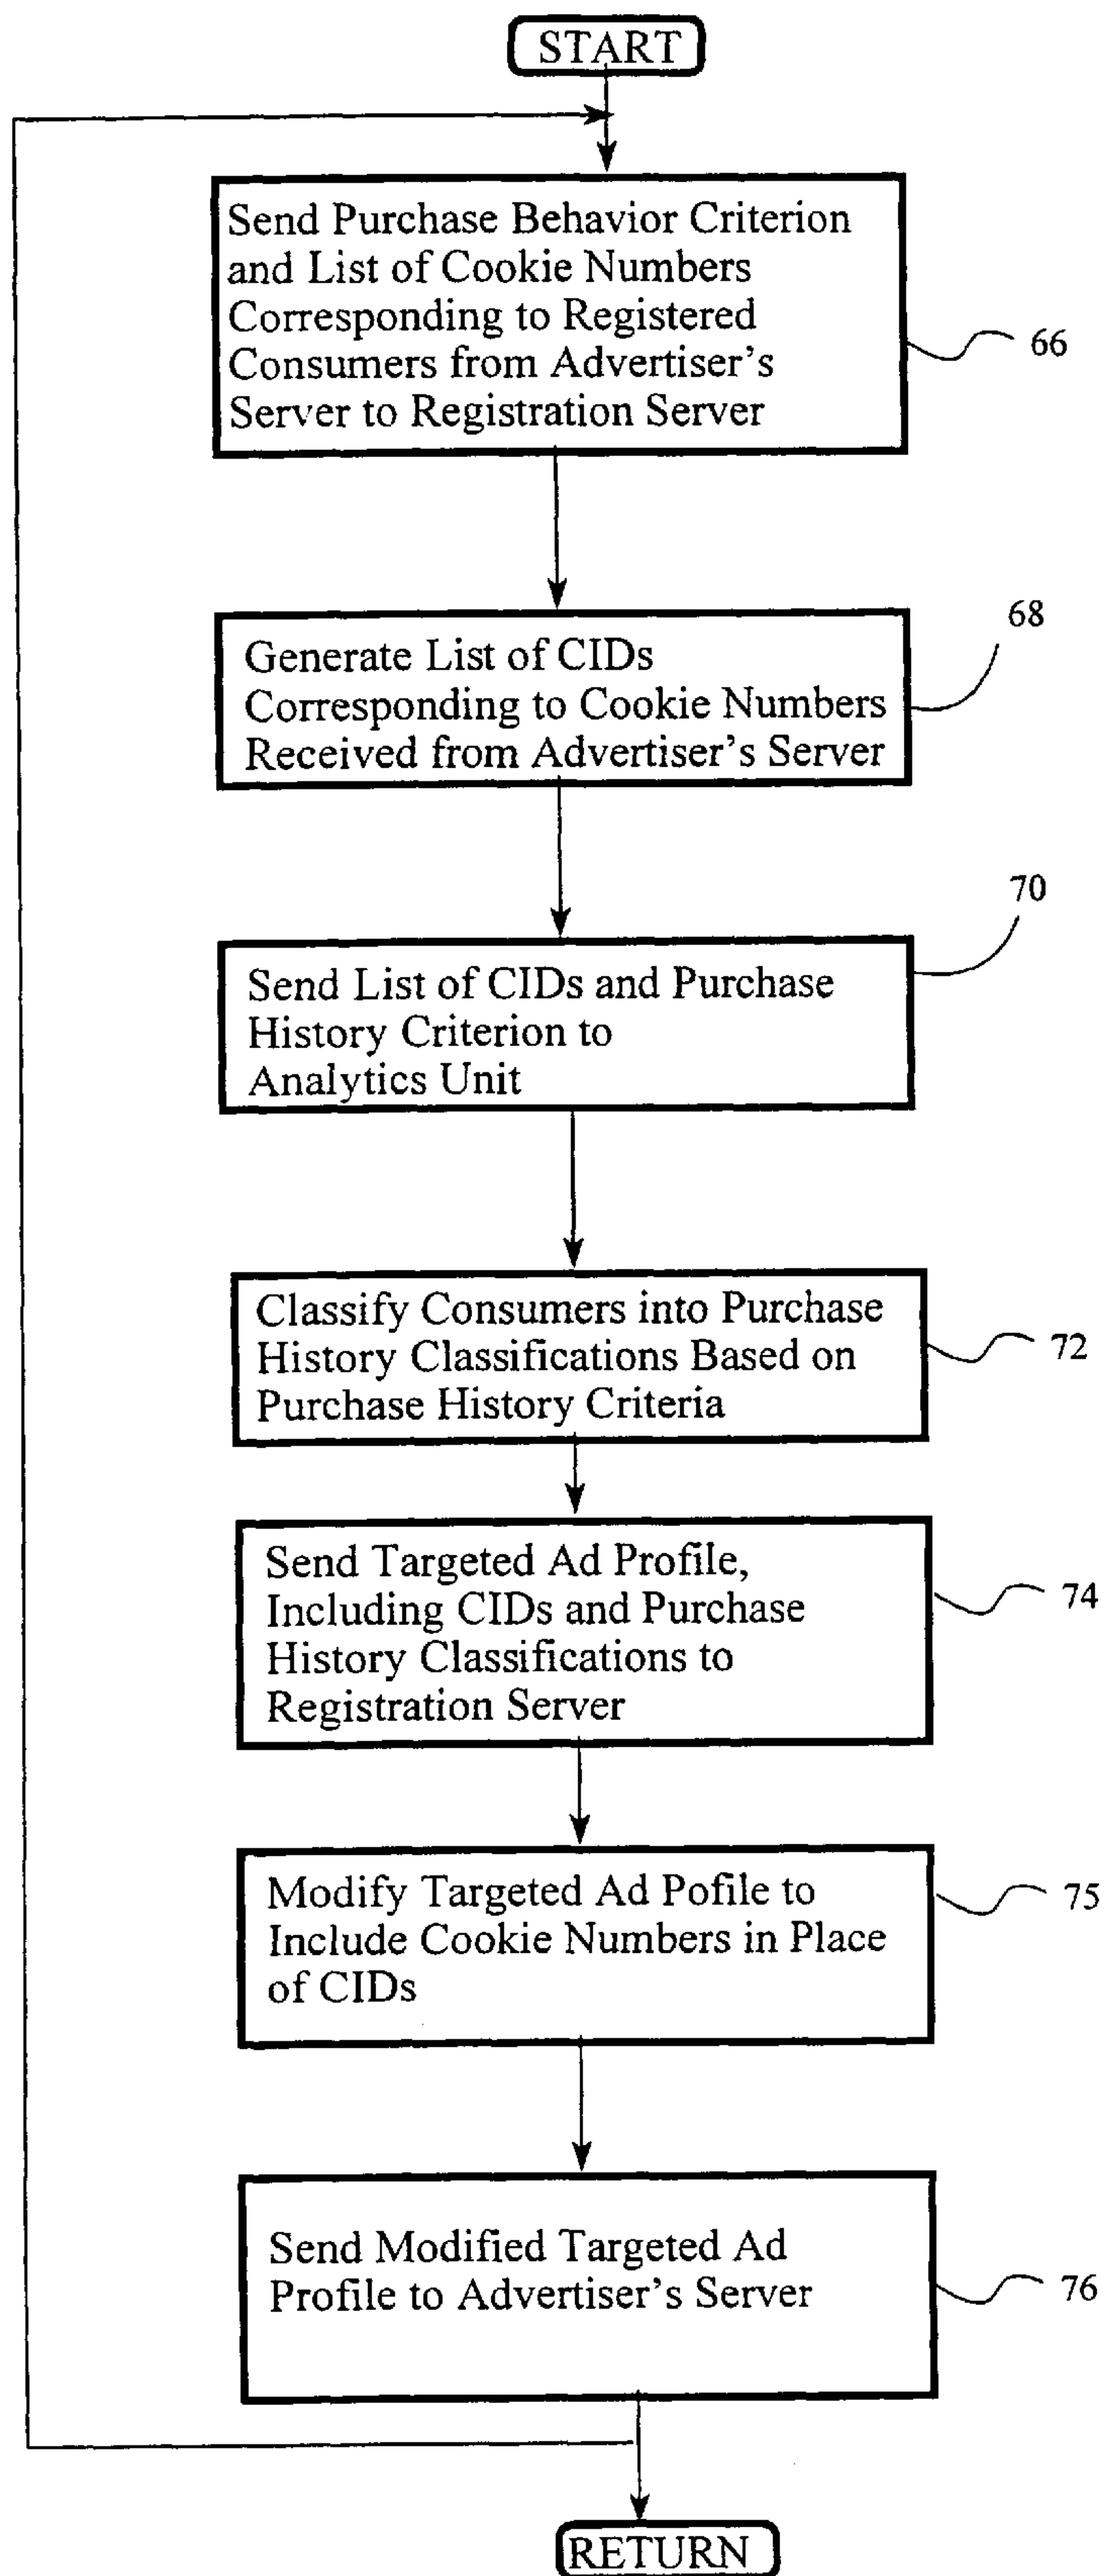 START
Send Purchase Behavior Criterion
and List of Cookie Numbers
Corresponding to Registered
Consumers from Advertiser's
Server to Registration Server
66
Generate List of CIDs
Corresponding to Cookie Numbers
Received from Advertiser's Server
68
Send List of CIDs and Purchase
History Criterion to
Analytics Unit
70
Classify Consumers into Purchase
History Classifications Based on
Purchase History Criteria
72
Send Targeted Ad Profile,
Including CIDs and Purchase
History Classifications to
Registration Server
74
Modify Targeted Ad Pofile to
Include Cookie Numbers in Place
of CIDs
75
Send Modified Targeted Ad
Profile to Advertiser's Server
76
RETURN